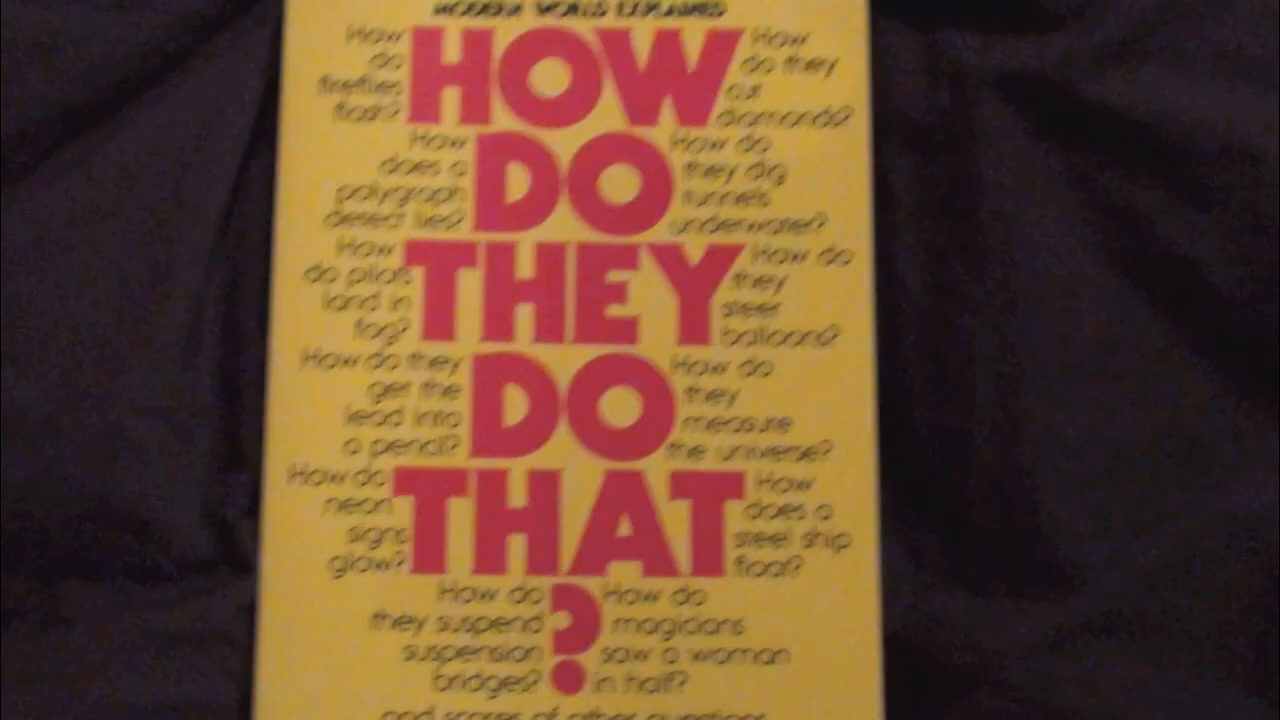 MODERN WORLD EXPLAINED
HOW
DO
THEY
DO
THAT
?
How
do
fireflies
flash?
How
do they
cut
diamonds?
How
does a
polygraph
detect lies?
How do
they dig
tunnels
underwater?
How
do pilots
land in
fog?
How do
they
steer
balloons?
How do they
get the
lead into
a pencil?
How do
they
measure
the universe?
How do
neon
signs
glow?
How
does a
steel ship
float?
How do
they suspend
suspension
bridges?
How do
magicians
saw a woman
in half?
and scores of other questions